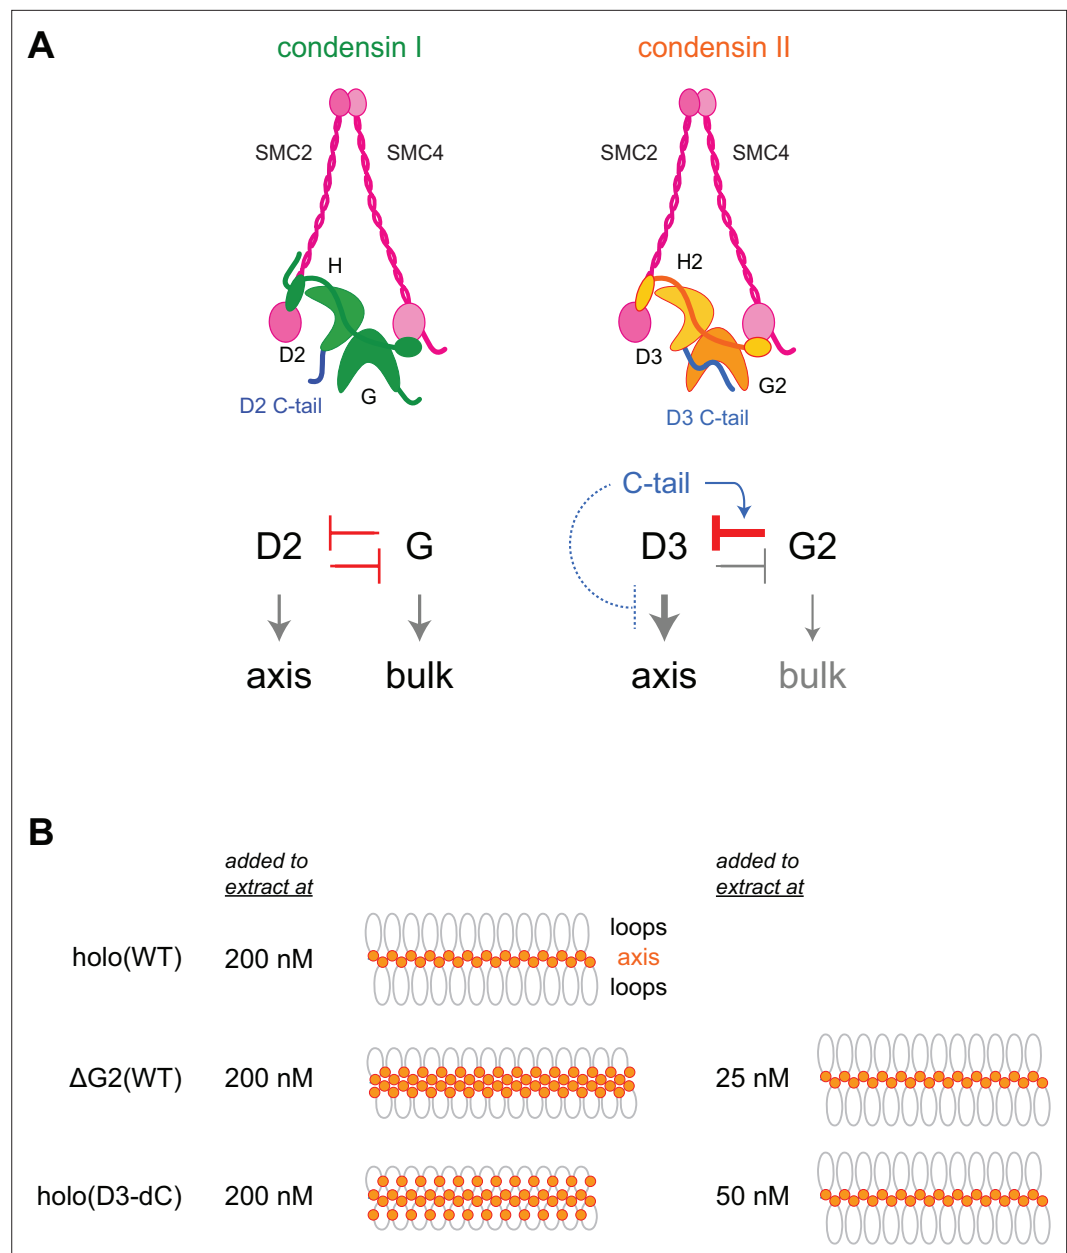 A
condensin I
condensin II
SMC2
SMC4
SMC2
SMC4
H
H2
D2
D3
G
G2
D2 C-tail
D3 C-tail
C-tail
D2
G
D3
G2
axis
bulk
axis
bulk
B
added to
extract at
added to
extract at
holo(WT)
200 nM
loops
axis
loops
ΔG2(WT)
200 nM
25 nM
holo(D3-dC)
200 nM
50 nM